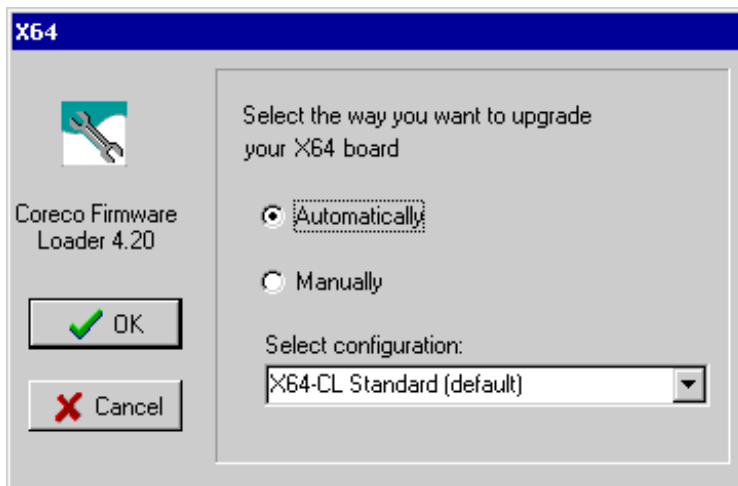 X64
Coreco Firmware
Loader 4.20
OK
Cancel
Select the way you want to upgrade
your X64 board
Automatically
Manually
Select configuration:
X64-CL Standard (default)